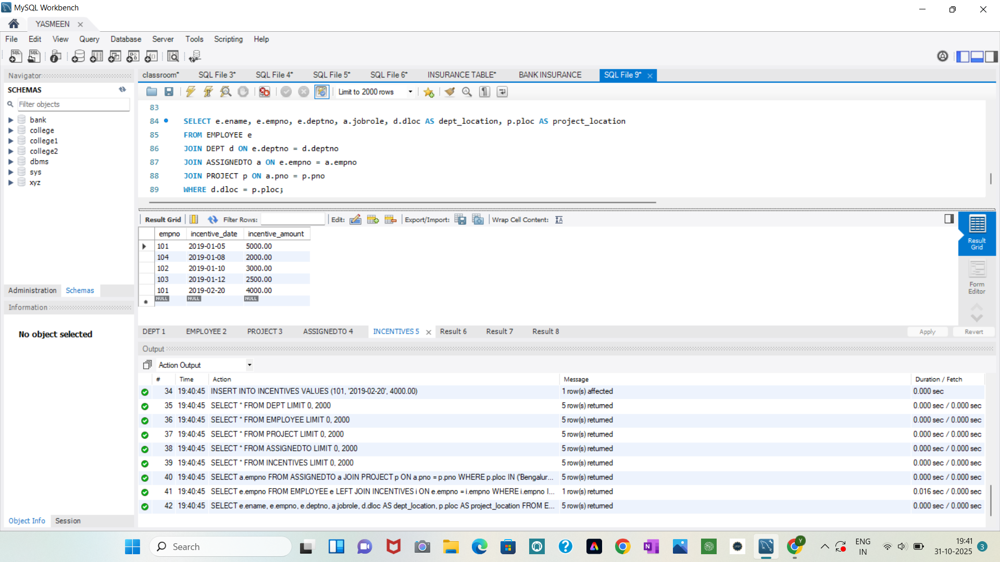 MySQL Workbench
YASMEEN
File Edit View Query Database Server Tools Scripting Help
Navigator
SCHEMAS
Filter objects
bank
college
college1
college2
dbms
sys
xyz
Administration Schemas
Information
No object selected
Object Info Session
classroom* SQL File 3* SQL File 4* SQL File 5* SQL File 6* INSURANCE TABLE* BANK INSURANCE SQL File 9*
Limit to 2000 rows
83
84 SELECT e.ename, e.empno, e.deptno, a.jobrole, d.dloc AS dept_location, p.ploc AS project_location
85 FROM EMPLOYEE e
86 JOIN DEPT d ON e.deptno = d.deptno
87 JOIN ASSIGNEDTO a ON e.empno = a.empno
88 JOIN PROJECT p ON a.pno = p.pno
89 WHERE d.dloc = p.ploc;
Result Grid Filter Rows: Edit: Export/Import: Wrap Cell Content:
empno incentive_date incentive_amount
101 2019-01-05 5000.00
104 2019-01-08 2000.00
102 2019-01-10 3000.00
103 2019-01-12 2500.00
101 2019-02-20 4000.00
NULL NULL NULL
Result Grid
Form Editor
DEPT 1 EMPLOYEE 2 PROJECT 3 ASSIGNEDTO 4 INCENTIVES 5 Result 6 Result 7 Result 8 Apply Revert
Output
Action Output
# Time Action Message Duration / Fetch
34 19:40:45 INSERT INTO INCENTIVES VALUES (101, '2019-02-20', 4000.00) 1 row(s) affected 0.000 sec
35 19:40:45 SELECT * FROM DEPT LIMIT 0, 2000 5 row(s) returned 0.000 sec / 0.000 sec
36 19:40:45 SELECT * FROM EMPLOYEE LIMIT 0, 2000 5 row(s) returned 0.000 sec / 0.000 sec
37 19:40:45 SELECT * FROM PROJECT LIMIT 0, 2000 5 row(s) returned 0.000 sec / 0.000 sec
38 19:40:45 SELECT * FROM ASSIGNEDTO LIMIT 0, 2000 5 row(s) returned 0.000 sec / 0.000 sec
39 19:40:45 SELECT * FROM INCENTIVES LIMIT 0, 2000 5 row(s) returned 0.000 sec / 0.000 sec
40 19:40:45 SELECT a.empno FROM ASSIGNEDTO a JOIN PROJECT p ON a.pno = p.pno WHERE p.ploc IN ('Bengalur... 5 row(s) returned 0.000 sec / 0.000 sec
41 19:40:45 SELECT e.empno FROM EMPLOYEE e LEFT JOIN INCENTIVES i ON e.empno = i.empno WHERE i.empno I... 1 row(s) returned 0.016 sec / 0.000 sec
42 19:40:45 SELECT e.ename, e.empno, e.deptno, a.jobrole, d.dloc AS dept_location, p.ploc AS project_location FROM E... 5 row(s) returned 0.000 sec / 0.000 sec
Search
ENG
IN
19:41
31-10-2025
3